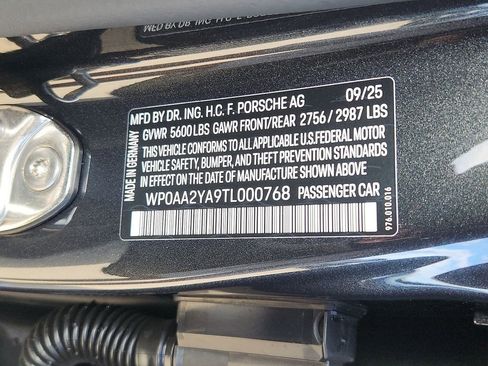 MFD BY DR. ING. H.C. F. PORSCHE AG 09/25
GVWR 5600 LBS GAWR FRONT/REAR 2756 / 2987 LBS
THIS VEHICLE CONFORMS TO ALL APPLICABLE U.S. FEDERAL MOTOR
VEHICLE SAFETY, BUMPER, AND THEFT PREVENTION STANDARDS
IN EFFECT ON THE DATE OF MANUFACTURE SHOWN ABOVE.
WP0AA2YA9TL000768 PASSENGER CAR
MADE IN GERMANY
976.010.016